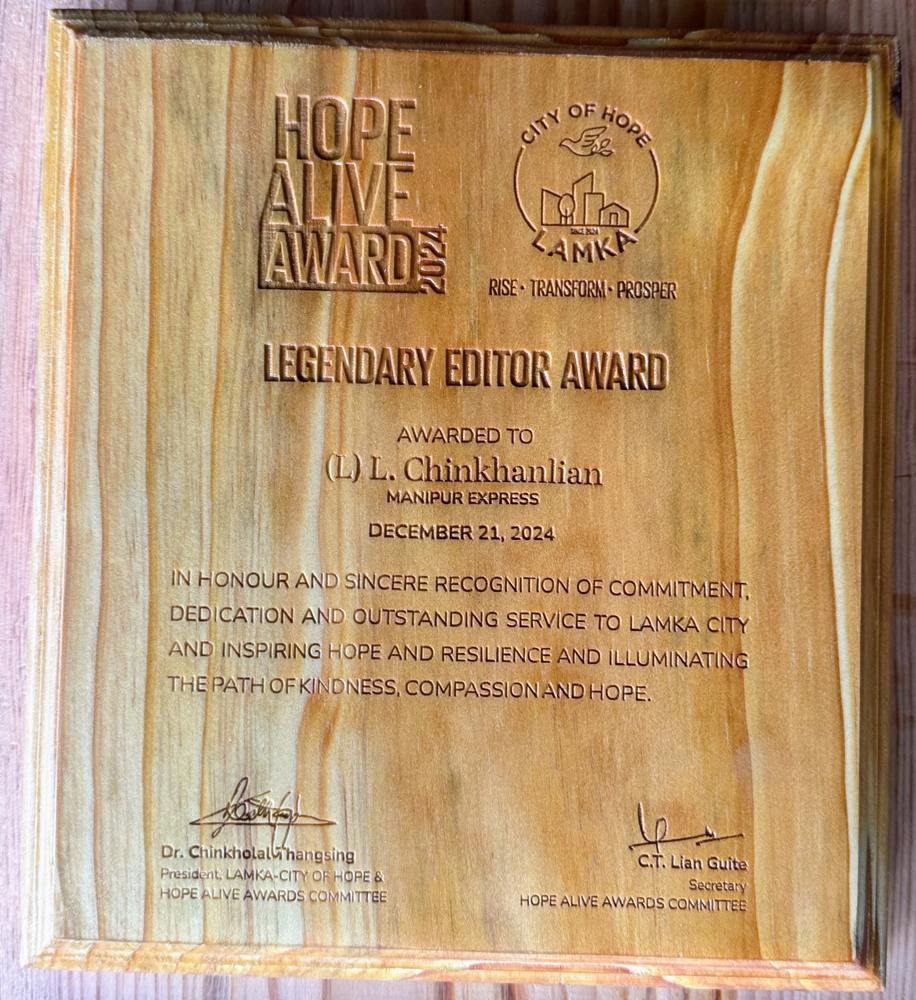 HOPE
ALIVE
AWARD
2024
CITY OF HOPE
SINCE 2024
LAMKA
RISE • TRANSFORM • PROSPER
LEGENDARY EDITOR AWARD
AWARDED TO
(L) L. Chinkhanlian
MANIPUR EXPRESS
DECEMBER 21, 2024
IN HONOUR AND SINCERE RECOGNITION OF COMMITMENT,
DEDICATION AND OUTSTANDING SERVICE TO LAMKA CITY
AND INSPIRING HOPE AND RESILIENCE AND ILLUMINATING
THE PATH OF KINDNESS, COMPASSION AND HOPE.
Dr. Chinkholal Thangsing
President, LAMKA-CITY OF HOPE &
HOPE ALIVE AWARDS COMMITTEE
C.T. Lian Guite
Secretary
HOPE ALIVE AWARDS COMMITTEE